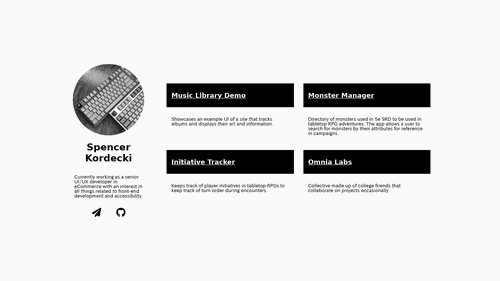 Spencer
Kordecki
Currently working as a senior
UI/UX developer in
eCommerce with an interest in
all things related to front-end
development and accessibility.
Music Library Demo
Showcases an example UI of a site that tracks
albums and displays their art and information.
Monster Manager
Directory of monsters used in 5e SRD to be used in
tabletop RPG adventures. The app allows a user to
search for monsters by their attributes for reference
in campaigns.
Initiative Tracker
Keeps track of player initiatives in tabletop RPGs to
keep track of turn order during encounters.
Omnia Labs
Collective made up of college friends that
collaborate on projects occasionally.